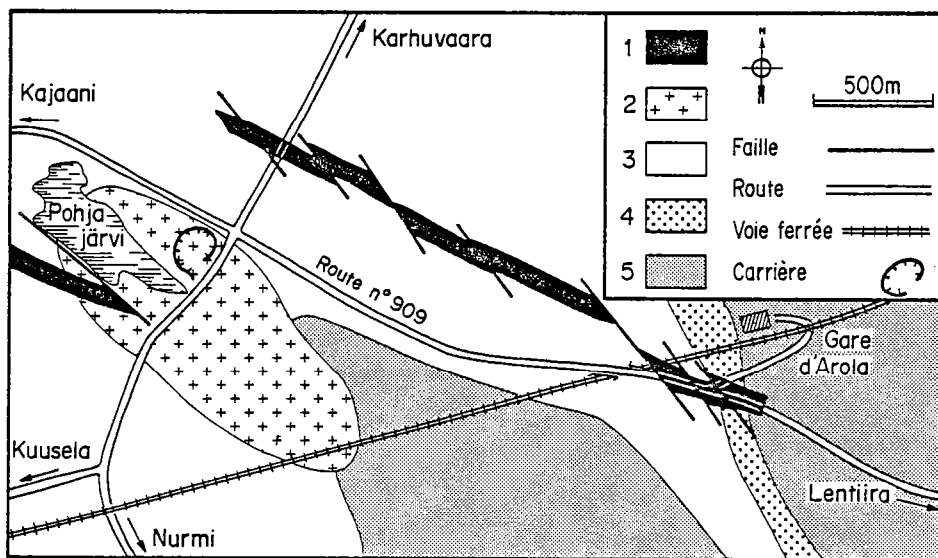 Karhuvaara
Kajaani
Pohja
järvi
Route n° 909
Kuusela
Nurmi
Gare
d'Arola
Lentiira
N
500m
1
2
3
4
5
Faille
Route
Voie ferrée
Carrière